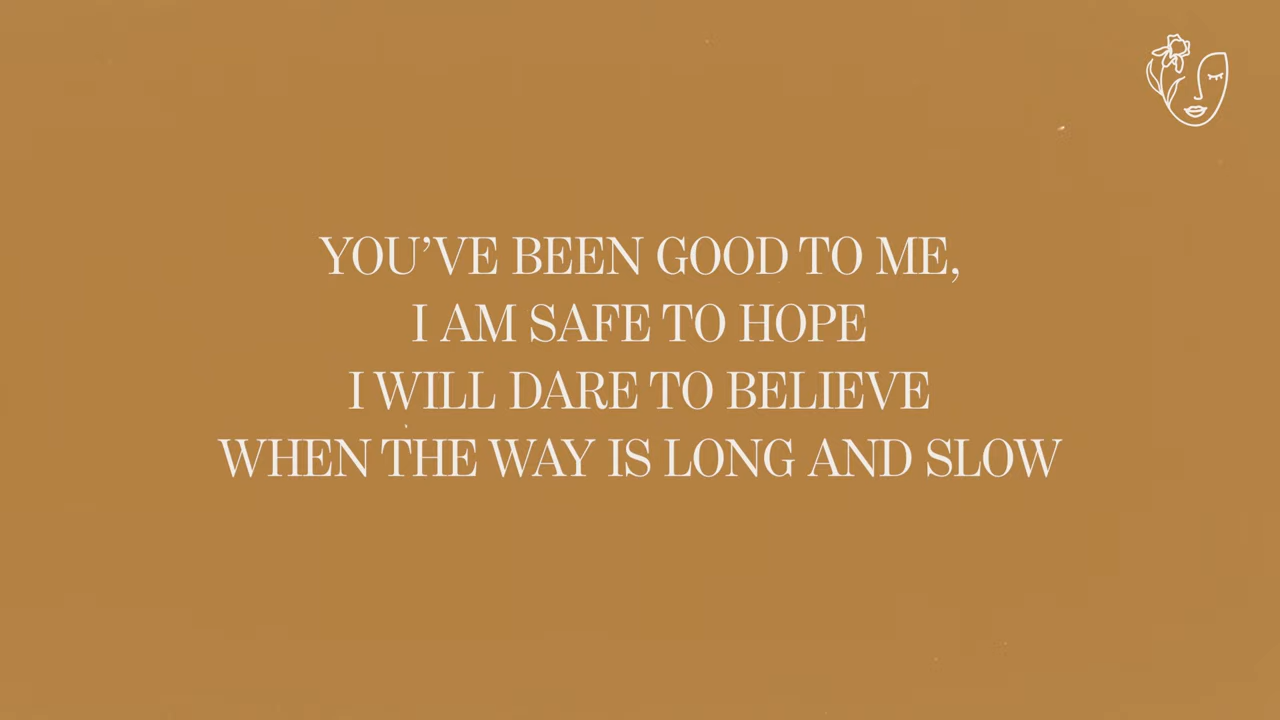 YOU’VE BEEN GOOD TO ME,
I AM SAFE TO HOPE
I WILL DARE TO BELIEVE
WHEN THE WAY IS LONG AND SLOW